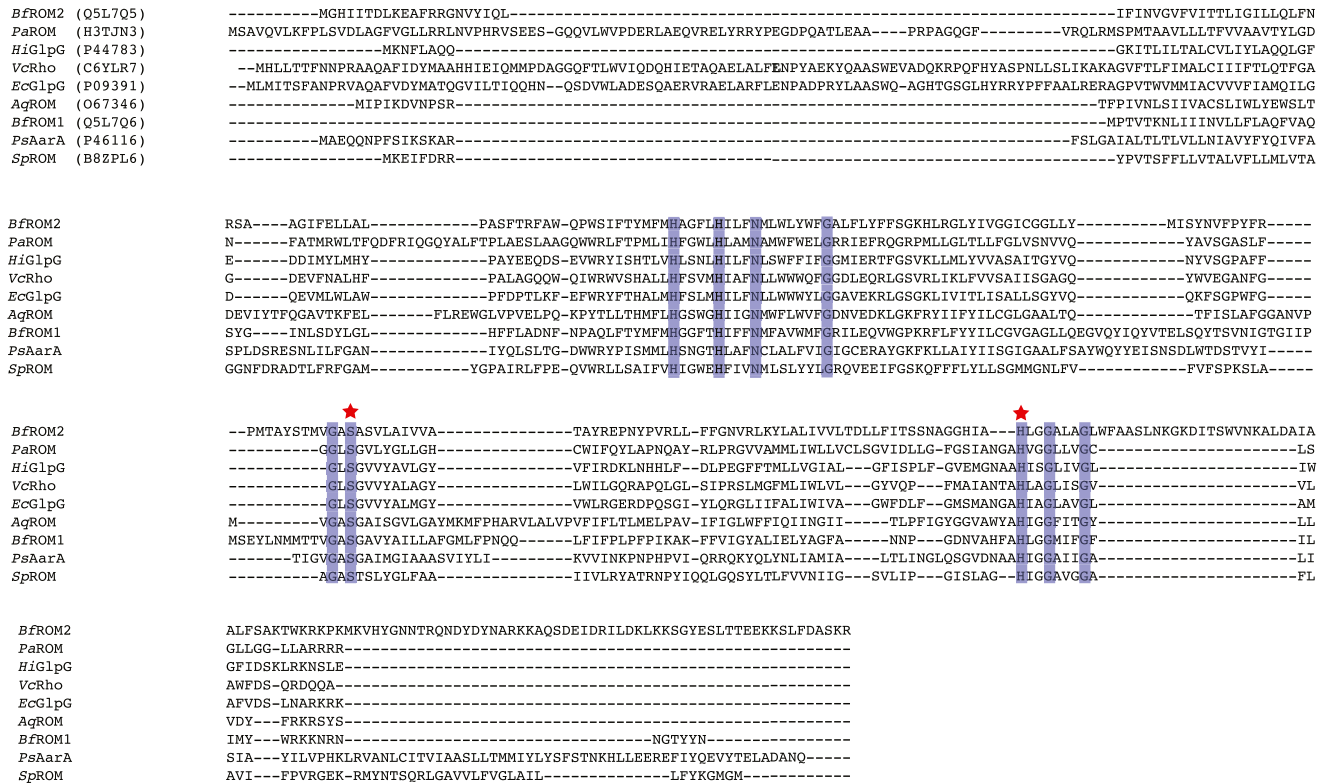 BfROM2 (Q5L7Q5) ----------MGHIITDLKEAFRRGNVYIQL--------------------------------------------------------------------IFINVGVFVITTLIGILLQLFN
PaROM (H3TJN3) MSAVQVLKFPLSVDLAGFVGLLRRLNVPHRVSEES-GQQVLWVPDERLAEQVRELYRRYPEGDPQATLEAA----PRPAGQQGF-------VRQLRMSPMTAAVLLLTFVVAAVTYLGD
HiGlpG (P44783) -----------------MKNFLAQQ--------------------------------------------------------------------------GKITLILTALCVLIYLAQQLGF
VcRho (C6YLR7) --MHLLTTFNNPRAAQAFIDYMAAHHIEIQMMPDAGGQFTLWVIQDQHIETAQAELALFENPYAEKYQAASWEVADQKRPQFHYASPNLLSLIKAKAGVFTLFIMALCIIIFTLQTFGA
EcGlpG (P09391) --MLMITSFANPRVAQAFVDYMATQGVILTIQQHN-QSDVWLADESQAERVRAELARFLENPADPRYLAASWQ-AGHTGSGLHYRRYPFFAALRERAGPVTWVMMIACVVVFIAMQILG
AqROM (O67346) --------------MIPIKDVNPSR------------------------------------------------------------------------TFPIVNLSIIVACSLIWLYEWSLT
BfROM1 (Q5L7Q6) -------------------------------------------------------------------------------------------------MPTVTKNLIIINVLLFLAQFVAQ
PsAarA (P46116) ----------MAEQQNPFSIKSKAR--------------------------------------------------------------------FSLGAIALTLTLVLLNIAVYFYQIVFA
SpROM (B8ZPL6) -----------------MKEIFDRR--------------------------------------------------------------------------YPVTSFFLLVTALVFLLMLVTA
BfROM2 RSA----AGIFELLAL------------PASFTRFAW-QPWSIFTYMFMHAGFLHILFNMLWLYWFGALFLYFFSGKHLRGLYIVGGICGGLLY----------MISYNVFPYFR-----
PaROM N------FATMRWLTFQDFRIQGQYALFTPLAESLAAGQWWRLFTPMLIHFGWLHLAMNAMWFWELGRRIEFRQGRPMLLGLTLLFGLVSNVVQ------------YAVSGASLF-----
HiGlpG E------DDIMYLMHY------------PAYEEQDS-EVWRYISHTLVHLSNLHILFNLSWFFIFGGMIERTFGSVKLLMLYVVASAITGYVQ------------NYVSGPAFF-----
VcRho G------DEVFNALHF------------PALAGQQW-QIWRWVSHALLHFSVMHIAFNLLWWWQFGGDLEQRLGSVRLIKLFVVSAIISGAGQ------------YWVEGANFG-----
EcGlpG D------QEVMLWLAW------------PFDPTLKF-EFWRYFTHALMHFSLMHILFNLLWWWYLGGAVEKRLGSGKLIVITLISALLSGYVQ------------QKFSGPWFG-----
AqROM DEVIYTFQGAVTKFEL-------FLREWGLVPVELPQ-KPYTLLTHMFLHGSWGHIIGNMWFLWVFGDNVEDKLGKFRYIIFYILCGLGAALTQ------------TFISLAFGGANVP
BfROM1 SYG----INLSDYLGL------------HFFLADNF-NPAQLFTYMFMHGGFTHIFFNMFAVWMFGRILEQVWGPKRFLFYYILCGVGAGLLQEGVQYIQYVTELSQYTSVNIGTGIIP
PsAarA SPLDSRESNLILFGAN------------IYQLSLTG-DWWRYPISMMLHSNGTHLAFNCLALFVIGIGCERAYGKFKLLAIYIISGIGAALFSAYWQYYEISNSDLWTDSTVYI-----
SpROM GGNFDRADTLFRFGAM-----------YGPAIRLFPE-QVWRLLSAIFVHIGWEHFIVNMLSLYYLGRQVEEIFGSKQFFFLYLLSGMMGNLFV------------FVFSPKSLA-----
BfROM2 --PMTAYSTMVGASASVLAIVVA---------------TAYREPNYPVRLL-FFGNVRLKYLALIVVLTDLLFITSSNAGGHIA---HLGGALAGLWFAASLNKGKDITSWVNKALDAIA
PaROM -----------GGLSGVLYGLLGH---------------CWIFQYLAPNQAY-RLPRGVVAMMLIWLLVCLSGVIDLLG-FGSIANGAHVGGLLVGC----------------------LS
HiGlpG -----------GLSGVVYAVLGY---------------VFIRDKLNHHLF-DLPEGFFTMLLVGIAL--GFISPLF-GVEMGNAAHISGLIVGL----------------------IW
VcRho -----------GLSGVVYALAGY---------------LWILGQRAPQLGL-SIPRSLMGFMLIWLVL--GYVQP---FMAIANTAHLAGLISGV----------------------VL
EcGlpG -----------GLSGVVYALMGY---------------VWLRGERDPQSGI-YLQRGLIIFALIWIVA--GWFDLF-GMSMANGAHIAGLAVGL----------------------AM
AqROM M----------VGASGAISGVLGAYMKMFPHARVLALVPVFIFLTLMELPAV-IFIGLWFFIQIINGII---TLPFIGYGGVAWYAHIGGFITGY----------------------LL
BfROM1 MSEYLNMMTTVGASGAVYAILLAFGMLFPNQQ------LFIFPLPFPIKAK-FFVIGYALIELYAGFA---NNP---GDNVAHFAHLGGMIFGF----------------------IL
PsAarA -------TIGVGASGAIMGIAAASVIYLI---------KVVINKPNPHPVI-QRRQKYQLYNLIAMIA---LTLINGLQSGVDNAAHIGGAIIGA----------------------LI
SpROM -----------AGASTSLYGLFAA---------------IIVLRYATRNPYIQQLGQSYLTLFVVNIIG---SVLIP---GISLAG--HIGGAVGGA----------------------FL
BfROM2 ALFSAKTWKRKPKMKVHYGNNTRQNDYDYNARKKAQSDEIDRILDKLKKSGYESLTTEEKKSLFDASKR
PaROM GLLGG-LLARRRR--------------------------------------------------------
HiGlpG GFIDSKLRKNSLE--------------------------------------------------------
VcRho AWFDS-QRDQQA---------------------------------------------------------
EcGlpG AFVDS-LNARKRK--------------------------------------------------------
AqROM VDY---FRKRSYS--------------------------------------------------------
BfROM1 IMY---WRKKNRN----------------------------------NGTYYN----------------
PsAarA SIA---YILVPHKLRVANLCITVIAASLLTMMIYLYSFSTNKHLLEEREFIYQEVYTELADANQ-----
SpROM AVI---FPVRGEK-RMYNTSQRLGAVVLFVGLAIL--------------LFYKGMGM------------